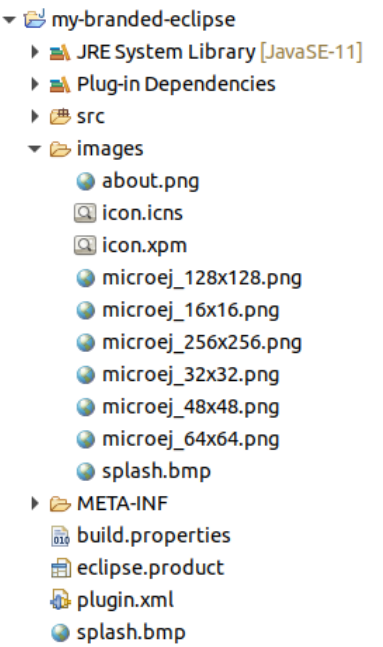 my-branded-eclipse
JRE System Library [JavaSE-11]
Plug-in Dependencies
src
images
about.png
icon.icns
icon.xpm
microej_128x128.png
microej_16x16.png
microej_256x256.png
microej_32x32.png
microej_48x48.png
microej_64x64.png
splash.bmp
META-INF
build.properties
eclipse.product
plugin.xml
splash.bmp